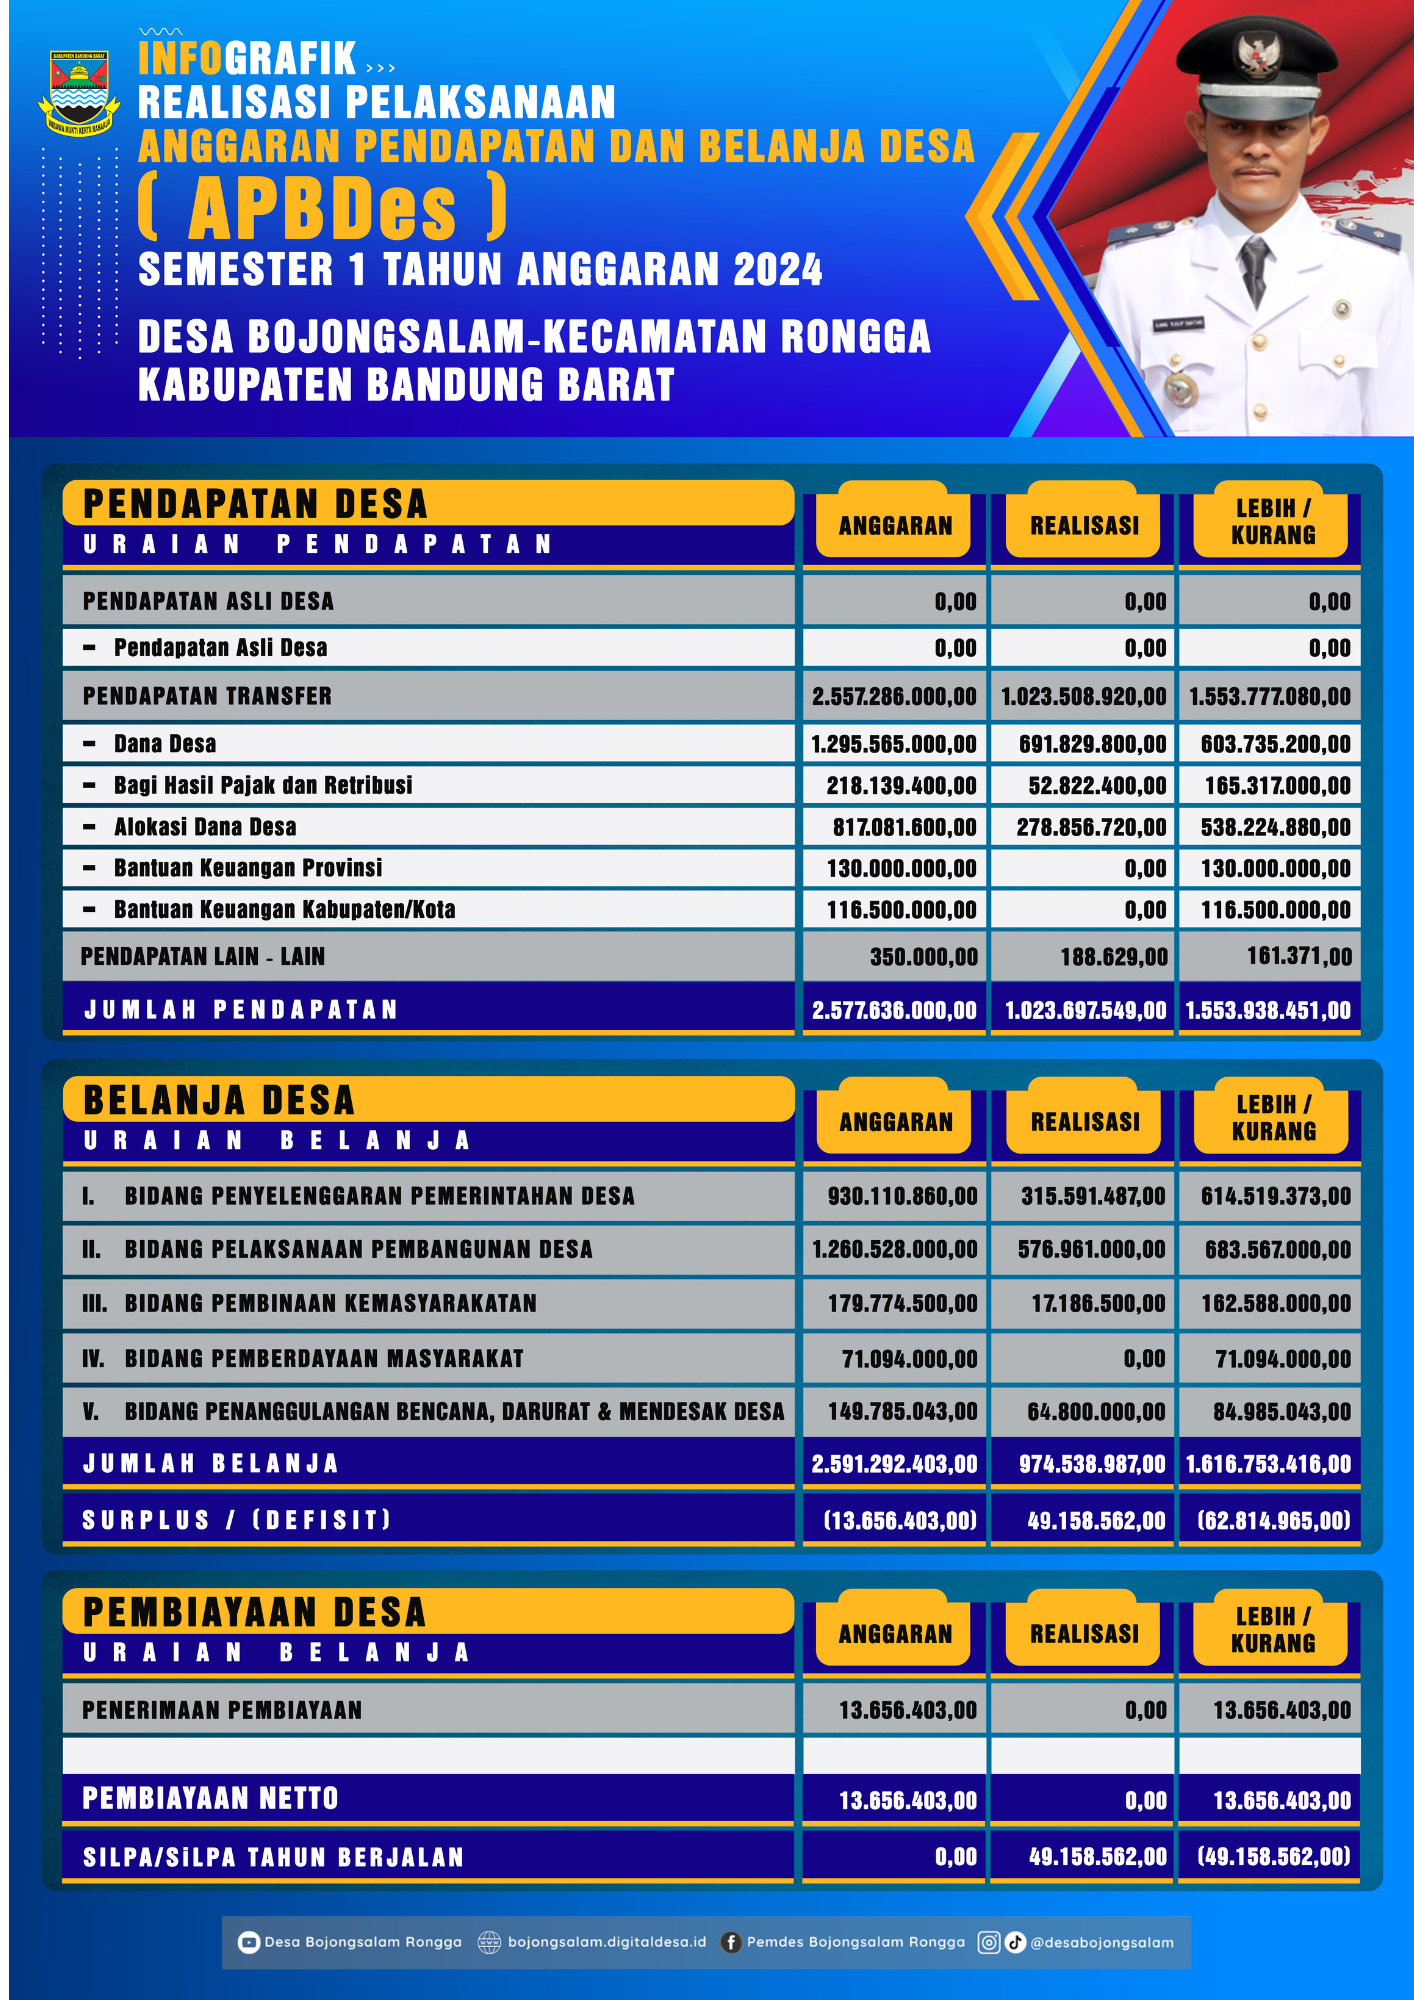 KABUPATEN BANDUNG BARAT
INFOGRAFIK >>>
REALISASI PELAKSANAAN
ANGGARAN PENDAPATAN DAN BELANJA DESA
( APBDes )
SEMESTER 1 TAHUN ANGGARAN 2024
DESA BOJONGSALAM-KECAMATAN RONGGA
KABUPATEN BANDUNG BARAT
PENDAPATAN DESA
URAIAN PENDAPATAN
ANGGARAN
REALISASI
LEBIH /
KURANG
PENDAPATAN ASLI DESA 0,00 0,00 0,00
- Pendapatan Asli Desa 0,00 0,00 0,00
PENDAPATAN TRANSFER 2.557.286.000,00 1.023.508.920,00 1.553.777.080,00
- Dana Desa 1.295.565.000,00 691.829.800,00 603.735.200,00
- Bagi Hasil Pajak dan Retribusi 218.139.400,00 52.822.400,00 165.317.000,00
- Alokasi Dana Desa 817.081.600,00 278.856.720,00 538.224.880,00
- Bantuan Keuangan Provinsi 130.000.000,00 0,00 130.000.000,00
- Bantuan Keuangan Kabupaten/Kota 116.500.000,00 0,00 116.500.000,00
PENDAPATAN LAIN - LAIN 350.000,00 188.629,00 161.371,00
JUMLAH PENDAPATAN 2.577.636.000,00 1.023.697.549,00 1.553.938.451,00
BELANJA DESA
URAIAN BELANJA
ANGGARAN
REALISASI
LEBIH /
KURANG
I. BIDANG PENYELENGGARAN PEMERINTAHAN DESA 930.110.860,00 315.591.487,00 614.519.373,00
II. BIDANG PELAKSANAAN PEMBANGUNAN DESA 1.260.528.000,00 576.961.000,00 683.567.000,00
III. BIDANG PEMBINAAN KEMASYARAKATAN 179.774.500,00 17.186.500,00 162.588.000,00
IV. BIDANG PEMBERDAYAAN MASYARAKAT 71.094.000,00 0,00 71.094.000,00
V. BIDANG PENANGGULANGAN BENCANA, DARURAT & MENDESAK DESA 149.785.043,00 64.800.000,00 84.985.043,00
JUMLAH BELANJA 2.591.292.403,00 974.538.987,00 1.616.753.416,00
SURPLUS / (DEFISIT) (13.656.403,00) 49.158.562,00 (62.814.965,00)
PEMBIAYAAN DESA
URAIAN BELANJA
ANGGARAN
REALISASI
LEBIH /
KURANG
PENERIMAAN PEMBIAYAAN 13.656.403,00 0,00 13.656.403,00
PEMBIAYAAN NETTO 13.656.403,00 0,00 13.656.403,00
SILPA/SiLPA TAHUN BERJALAN 0,00 49.158.562,00 (49.158.562,00)
Desa Bojongsalam Rongga bojongsalam.digitaldesa.id Pemdes Bojongsalam Rongga @desabojongsalam